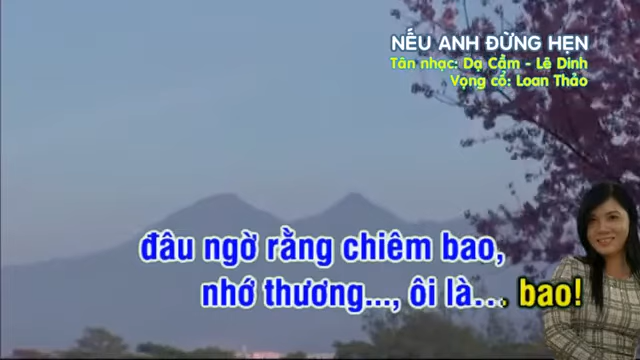 NẾU ANH ĐỪNG HẸN
Tân nhạc: Dạ Cầm - Lê Dinh
Vọng cổ: Loan Thảo
đâu ngờ rằng chiêm bao,
nhớ thương..., ôi là... bao!